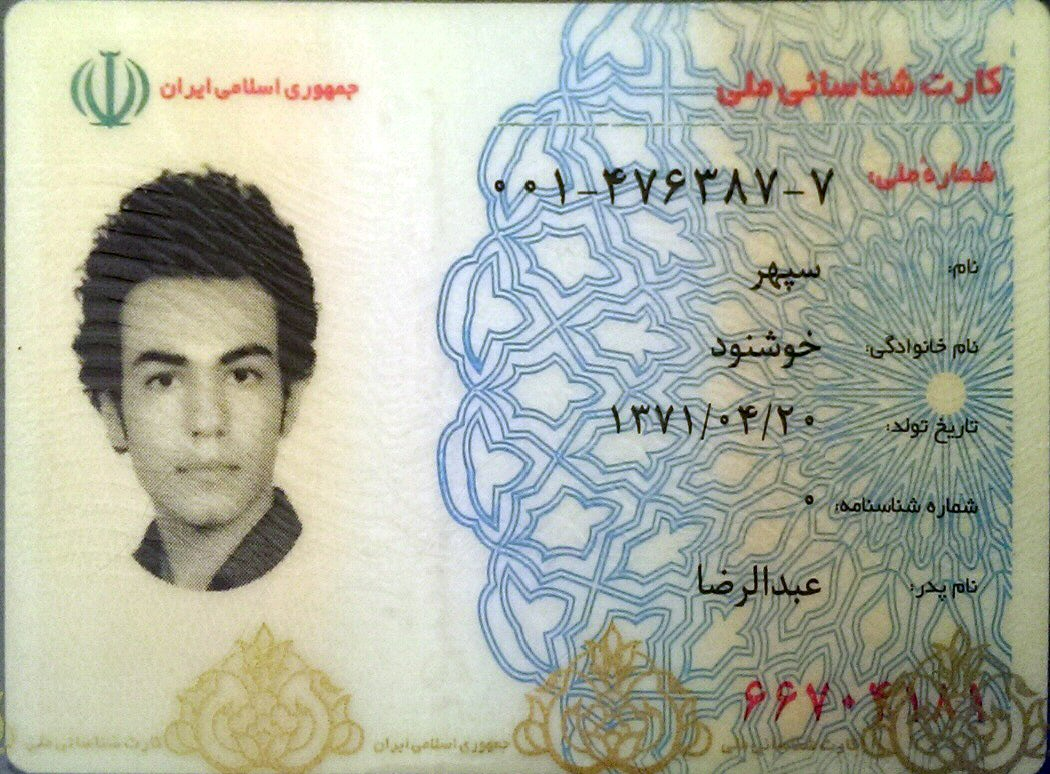 جمهوری اسلامی ایران
کارت شناسائی ملی
شماره ملی: ۰۰۱-۴۷۶۳۸۷-۷
نام: سپهر
نام خانوادگی: خوشنود
تاریخ تولد: ۱۳۷۱/۰۴/۲۰
شماره شناسنامه: ۰
نام پدر: عبدالرضا
۶۶۷۰۴۱۸۱
کارت شناسائی ملی جمهوری اسلامی ایران کارت شناسائی ملی